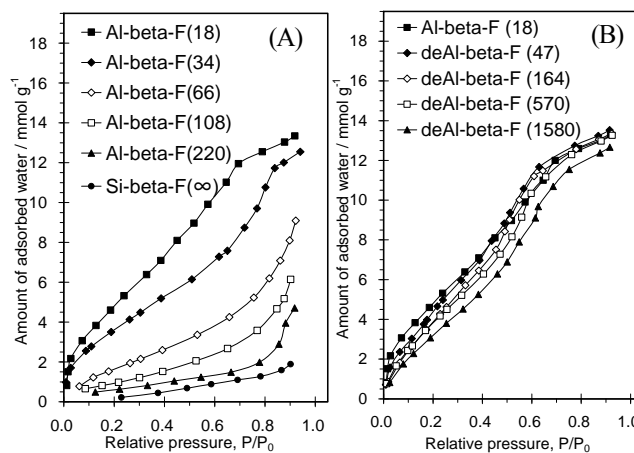 (A)
Al-beta-F(18)
Al-beta-F(34)
Al-beta-F(66)
Al-beta-F(108)
Al-beta-F(220)
Si-beta-F(∞)
Amount of adsorbed water / mmol g-1
18
16
14
12
10
8
6
4
2
0
0.0 0.2 0.4 0.6 0.8 1.0
Relative pressure, P/P0
(B)
Al-beta-F (18)
deAl-beta-F (47)
deAl-beta-F (164)
deAl-beta-F (570)
deAl-beta-F (1580)
Amount of adsorbed water / mmol g-1
18
16
14
12
10
8
6
4
2
0
0.0 0.2 0.4 0.6 0.8 1.0
Relative pressure, P/P0